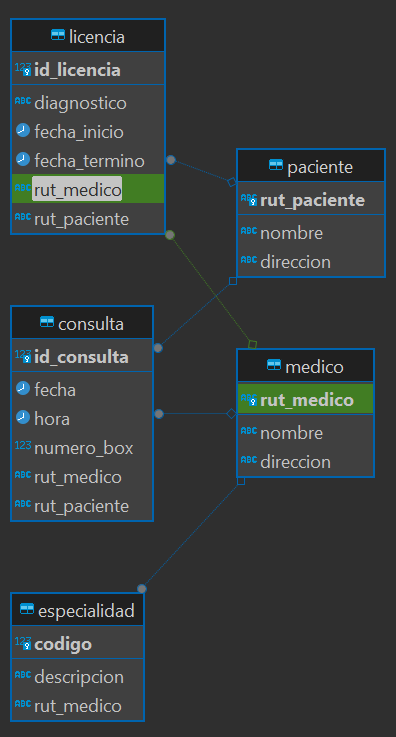 licencia
id_licencia
diagnostico
fecha_inicio
fecha_termino
rut_medico
rut_paciente
paciente
rut_paciente
nombre
direccion
consulta
id_consulta
fecha
hora
numero_box
rut_medico
rut_paciente
medico
rut_medico
nombre
direccion
especialidad
codigo
descripcion
rut_medico